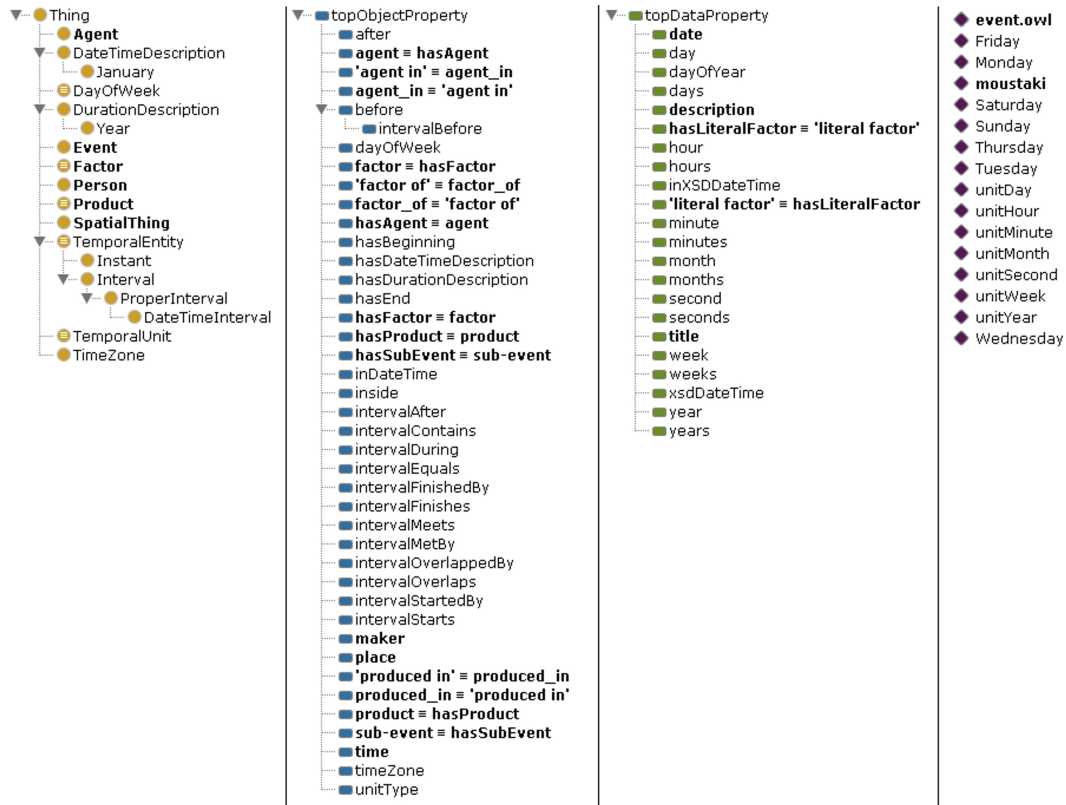 Thing
Agent
DateTimeDescription
January
DayOfWeek
DurationDescription
Year
Event
Factor
Person
Product
SpatialThing
TemporalEntity
Instant
Interval
ProperInterval
DateTimeInterval
TemporalUnit
TimeZone
topObjectProperty
after
agent ≡ hasAgent
'agent in' ≡ agent_in
agent_in ≡ 'agent in'
before
intervalBefore
dayOfWeek
factor ≡ hasFactor
'factor of' ≡ factor_of
factor_of ≡ 'factor of'
hasAgent ≡ agent
hasBeginning
hasDateTimeDescription
hasDurationDescription
hasEnd
hasFactor ≡ factor
hasProduct ≡ product
hasSubEvent ≡ sub-event
inDateTime
inside
intervalAfter
intervalContains
intervalDuring
intervalEquals
intervalFinishedBy
intervalFinishes
intervalMeets
intervalMetBy
intervalOverlappedBy
intervalOverlaps
intervalStartedBy
intervalStarts
maker
place
'produced in' ≡ produced_in
produced_in ≡ 'produced in'
product ≡ hasProduct
sub-event ≡ hasSubEvent
time
timeZone
unitType
topDataProperty
date
day
dayOfYear
days
description
hasLiteralFactor ≡ 'literal factor'
hour
hours
inXSDDateTime
'literal factor' ≡ hasLiteralFactor
minute
minutes
month
months
second
seconds
title
week
weeks
xsdDateTime
year
years
event.owl
Friday
Monday
moustaki
Saturday
Sunday
Thursday
Tuesday
unitDay
unitHour
unitMinute
unitMonth
unitSecond
unitWeek
unitYear
Wednesday